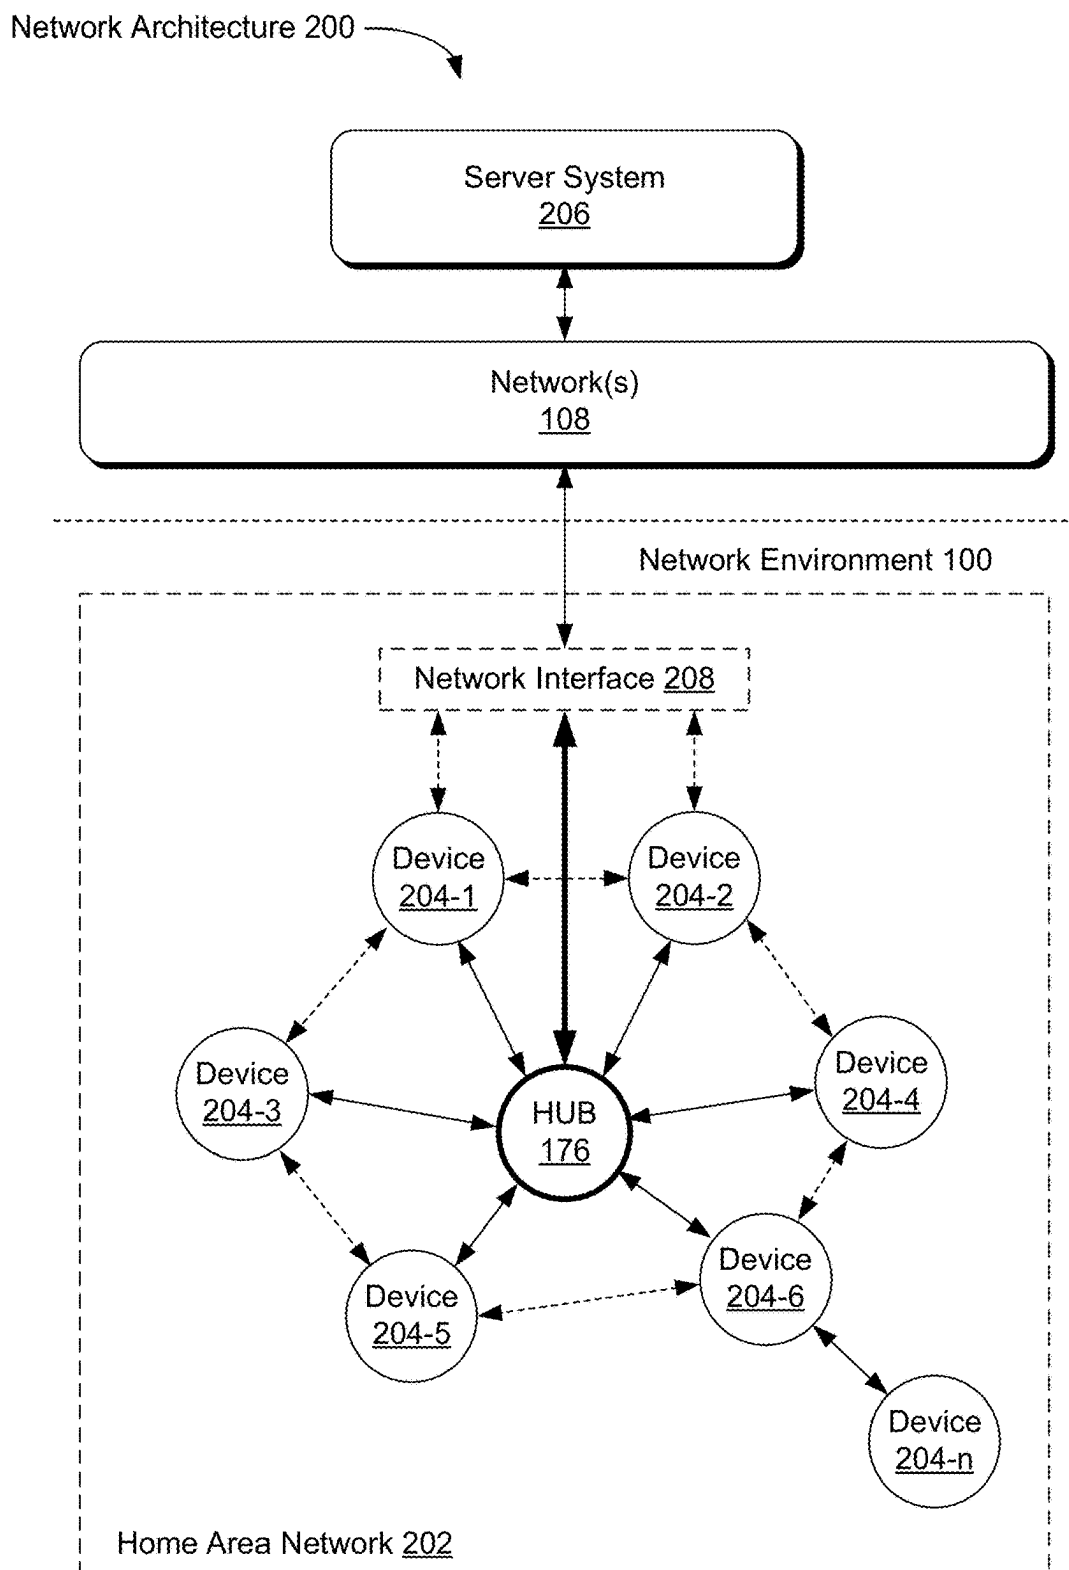 Network Architecture 200
Server System
206
Network(s)
108
Network Environment 100
Network Interface 208
Device
204-1
Device
204-2
Device
204-3
HUB
176
Device
204-4
Device
204-5
Device
204-6
Device
204-n
Home Area Network 202